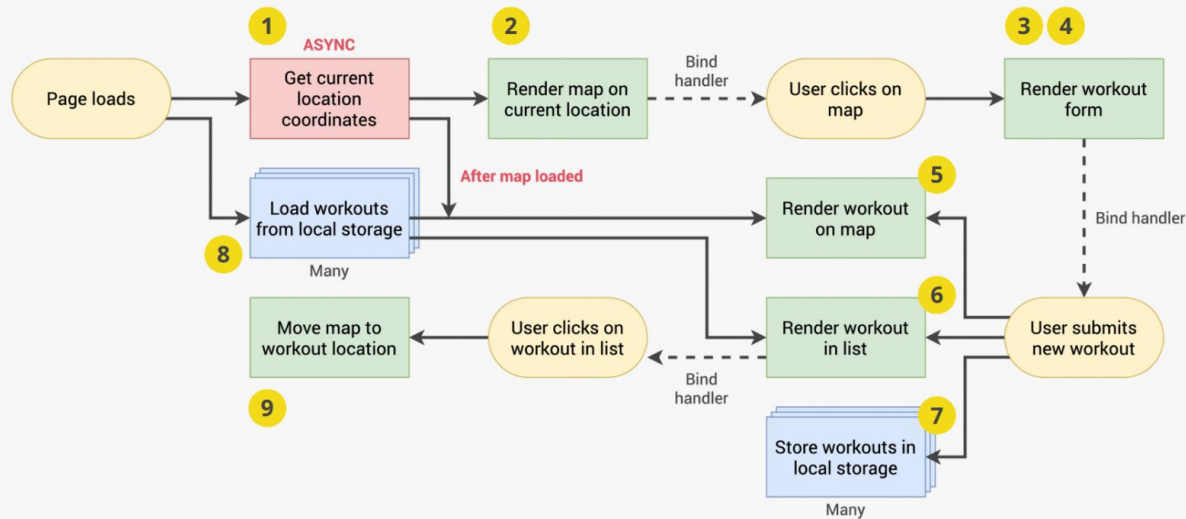 1
2
3
4
ASYNC
Page loads
Get current
location
coordinates
Render map on
current location
Bind
handler
User clicks on
map
Render workout
form
After map loaded
5
Load workouts
from local storage
Render workout
on map
Bind handler
8
Many
6
Move map to
workout location
User clicks on
workout in list
Render workout
in list
User submits
new workout
Bind
handler
9
7
Store workouts in
local storage
Many